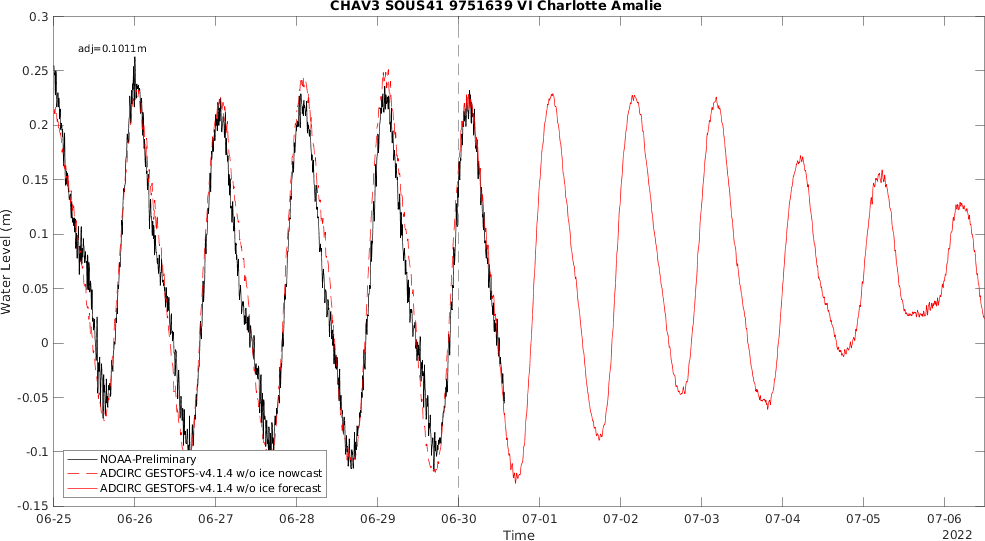 CHAV3 SOUS41 9751639 VI Charlotte Amalie
adj=0.1011m
0.3
0.25
0.2
0.15
0.1
0.05
0
-0.05
-0.1
-0.15
Water Level (m)
NOAA-Preliminary
ADCIRC GESTOFS-v4.1.4 w/o ice nowcast
ADCIRC GESTOFS-v4.1.4 w/o ice forecast
06-25 06-26 06-27 06-28 06-29 06-30 07-01 07-02 07-03 07-04 07-05 07-06
Time
2022